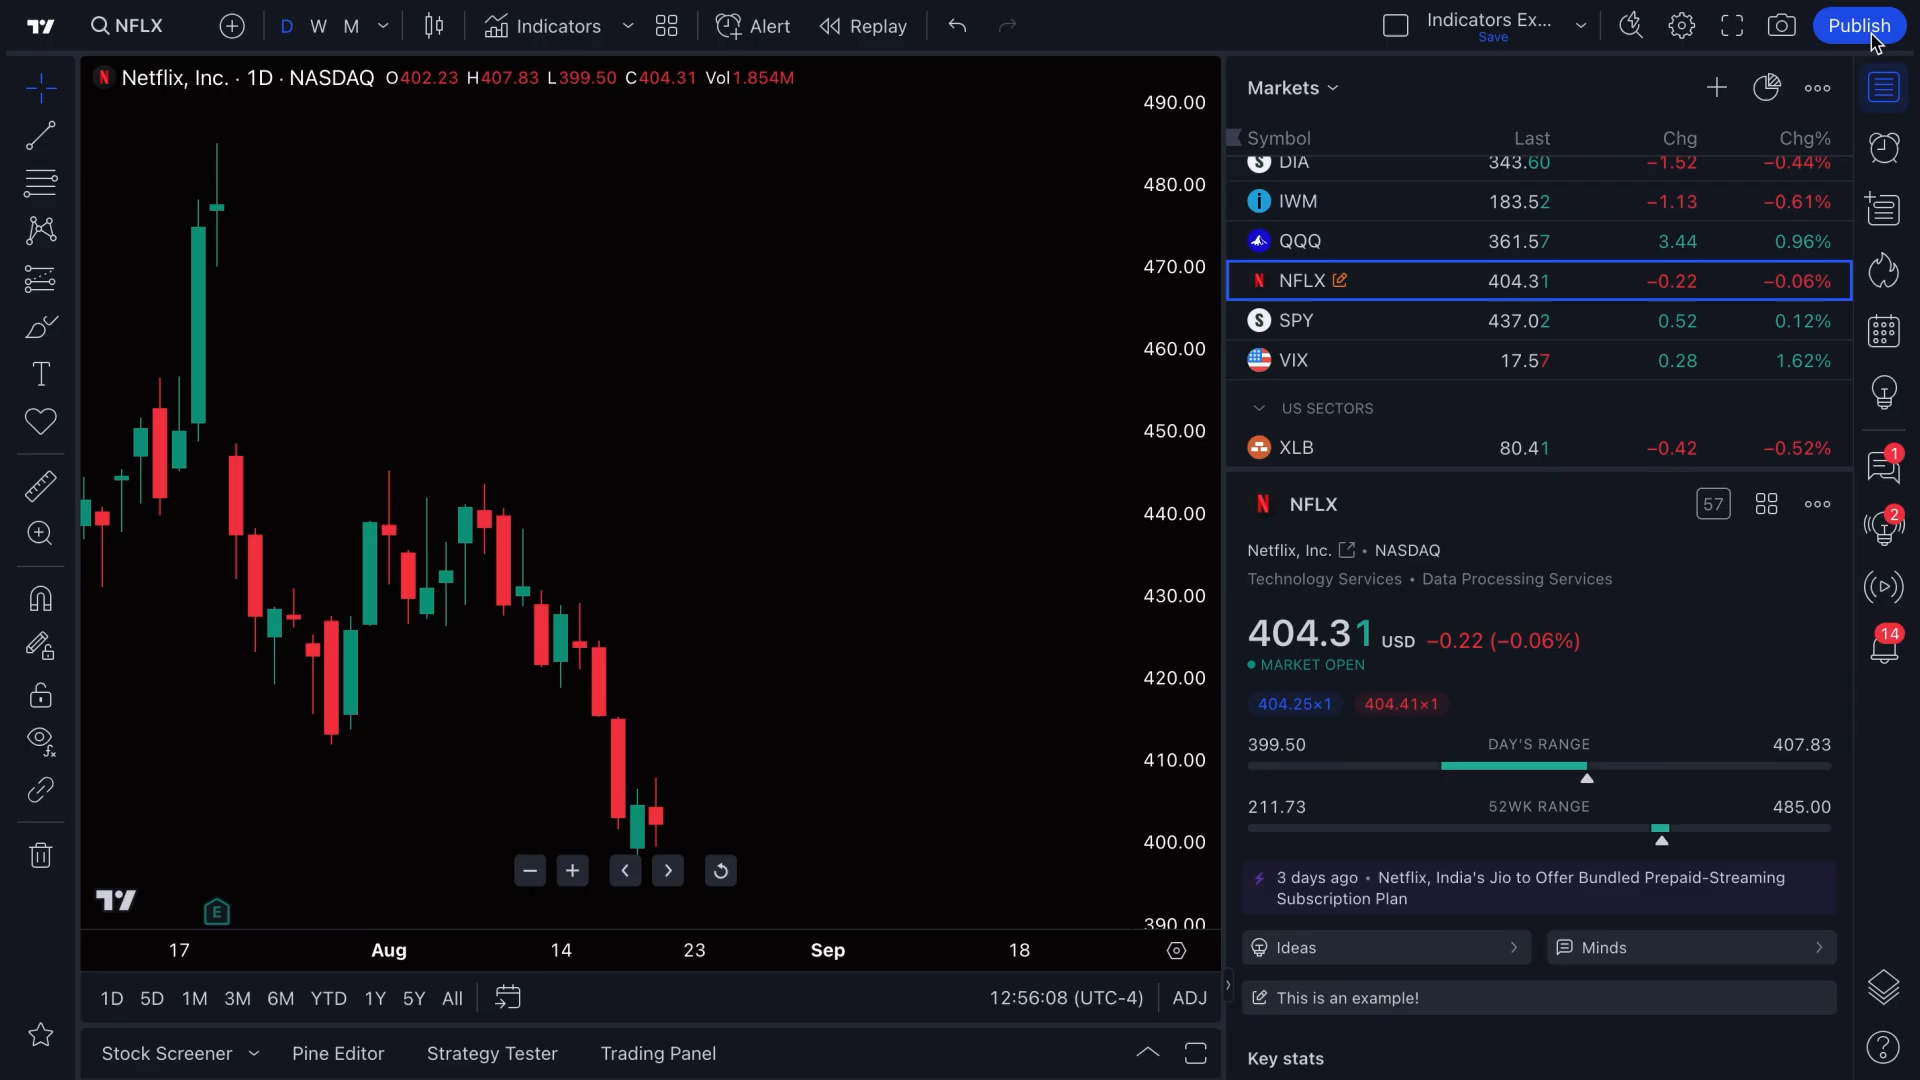 NFLX
D W M
Indicators
Alert
Replay
Indicators Ex...
Save
Publish
Netflix, Inc. · 1D · NASDAQ O402.23 H407.83 L399.50 C404.31 Vol1.854M
490.00
480.00
470.00
460.00
450.00
440.00
430.00
420.00
410.00
400.00
390.00
E
17 Aug 14 23 Sep 18
1D 5D 1M 3M 6M YTD 1Y 5Y All
12:56:08 (UTC-4) ADJ
Stock Screener Pine Editor Strategy Tester Trading Panel
Markets
Symbol Last Chg Chg%
DIA 343.60 −1.52 −0.44%
IWM 183.52 −1.13 −0.61%
QQQ 361.57 3.44 0.96%
NFLX 404.31 −0.22 −0.06%
SPY 437.02 0.52 0.12%
VIX 17.57 0.28 1.62%
US SECTORS
XLB 80.41 −0.42 −0.52%
NFLX
57
Netflix, Inc. • NASDAQ
Technology Services • Data Processing Services
404.31 USD −0.22 (−0.06%)
MARKET OPEN
404.25×1 404.41×1
399.50 DAY'S RANGE 407.83
211.73 52WK RANGE 485.00
3 days ago • Netflix, India's Jio to Offer Bundled Prepaid-Streaming
Subscription Plan
Ideas
Minds
This is an example!
Key stats
1
2
14